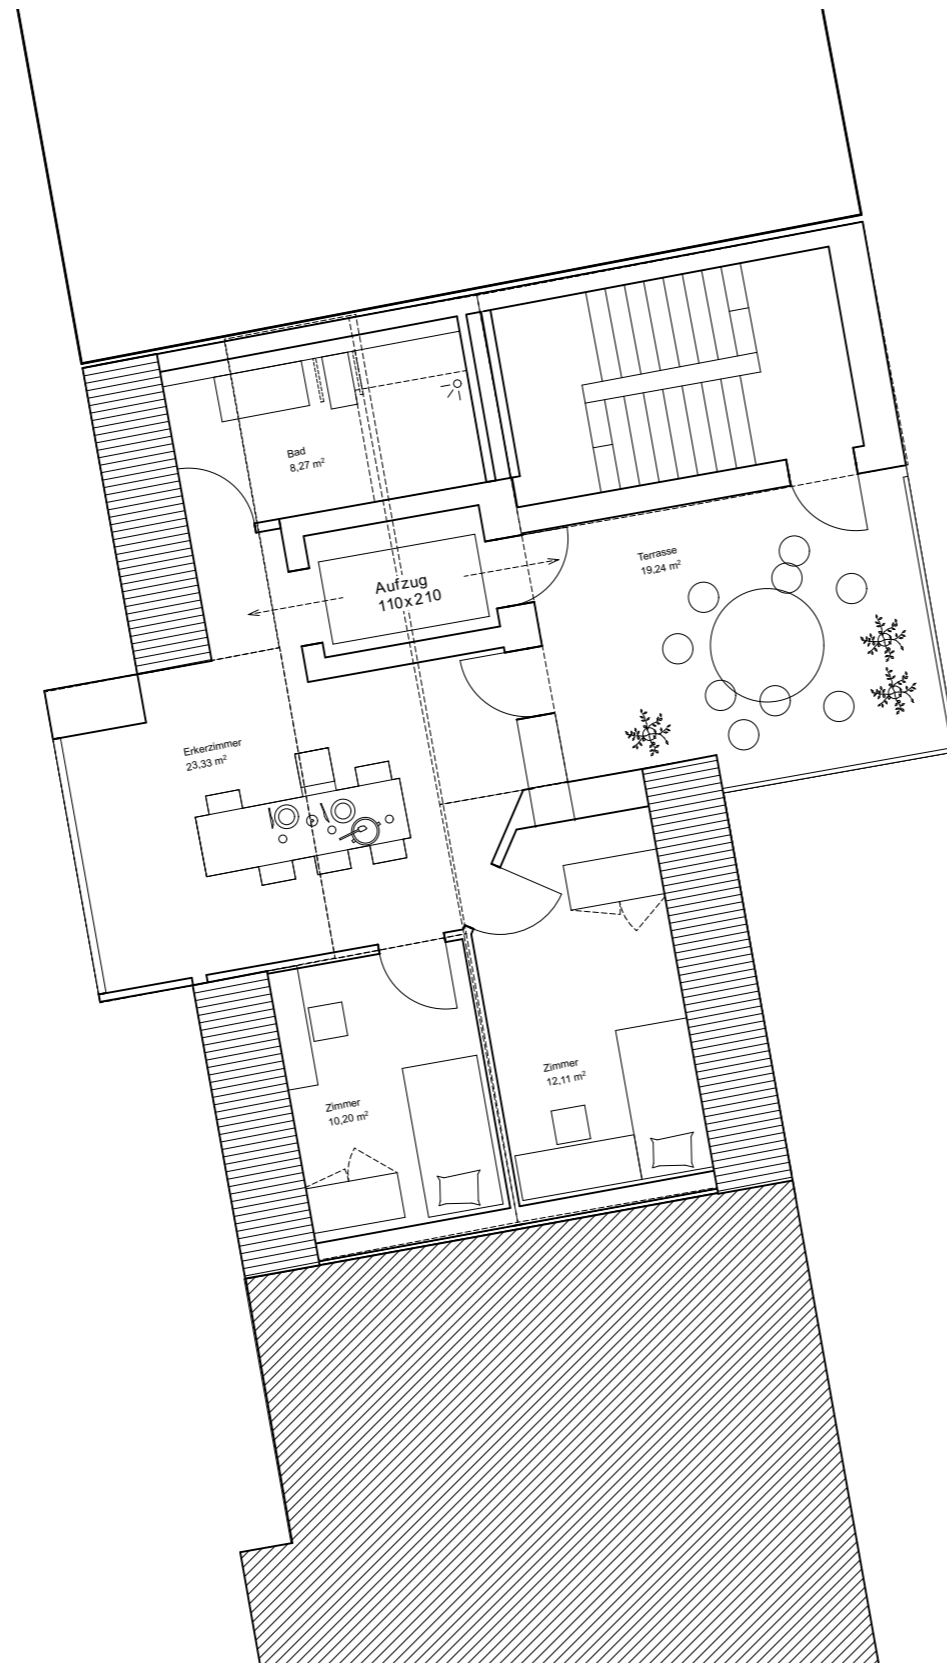 Bad
8,27 m²
Terrasse
19,24 m²
Aufzug
110x210
Erkerzimmer
23,33 m²
Zimmer
12,11 m²
Zimmer
10,20 m²